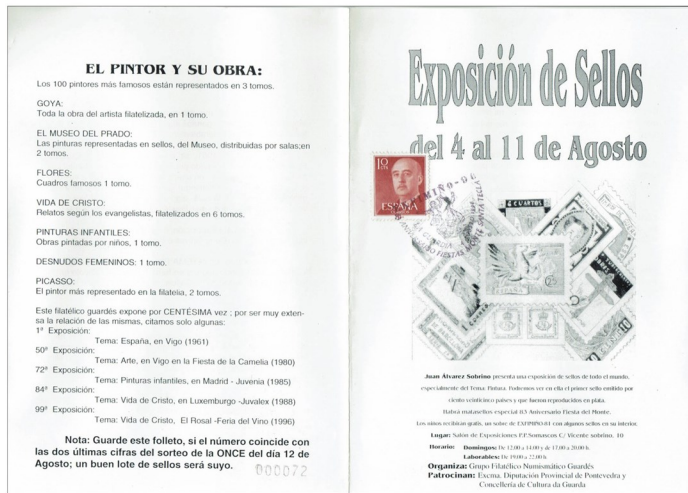 EL PINTOR Y SU OBRA:
Los 100 pintores más famosos están representados en 3 tomos.
GOYA:
Toda la obra del artista filatelizada, en 1 tomo.
EL MUSEO DEL PRADO:
Las pinturas representadas en sellos, del Museo, distribuidas por salas;en
2 tomos.
FLORES:
Cuadros famosos 1 tomo.
VIDA DE CRISTO:
Relatos según los evangelistas, filatelizados en 6 tomos.
PINTURAS INFANTILES:
Obras pintadas por niños, 1 tomo.
DESNUDOS FEMENINOS: 1 tomo.
PICASSO:
El pintor más representado en la filatelia, 2 tomos.
Este filatélico guardés expone por CENTÉSIMA vez ; por ser muy exten-
sa la relación de las mismas, citamos solo algunas:
1ª Exposición:
Tema: España, en Vigo (1961)
50ª Exposición:
Tema: Arte, en Vigo en la Fiesta de la Camelia (1980)
72ª Exposición:
Tema: Pinturas infantiles, en Madrid - Juvenia (1985)
84ª Exposición:
Tema: Vida de Cristo, en Luxemburgo -Juvalex (1988)
99ª Exposición:
Tema: Vida de Cristo, El Rosal -Feria del Vino (1996)
Nota: Guarde este folleto, si el número coincide con
las dos últimas cifras del sorteo de la ONCE del día 12 de
Agosto; un buen lote de sellos será suyo.
000072
Exposición de Sellos
del 4 al 11 de Agosto
10 CTS
ESPAÑA
CUARTOS
ESPAÑA
Juan Álvarez Sobrino presenta una exposición de sellos de todo el mundo,
especialmente del Tema. Pintura. Podremos ver en ella el primer sello emitido por
ciento veinticinco países y que fueron reproducidos en plata.
Habrá matasellos especial 83 Aniversario Fiesta del Monte.
Los niños recibirán gratis, un sobre de EXFIMIÑO-81 con algunos sellos en su interior.
Lugar: Salón de Exposiciones P.P.Somascos C/ Vicente sobrino. 10
Horario: Domingos: De 12.00 a 14.00 y de 17.00 a 20.00 h.
Laborables: De 19.00 a 22.00 h.
Organiza: Grupo Filatélico Numismático Guardés
Patrocinan: Excma. Diputación Provincial de Pontevedra y
Concellería de Cultura da Guarda